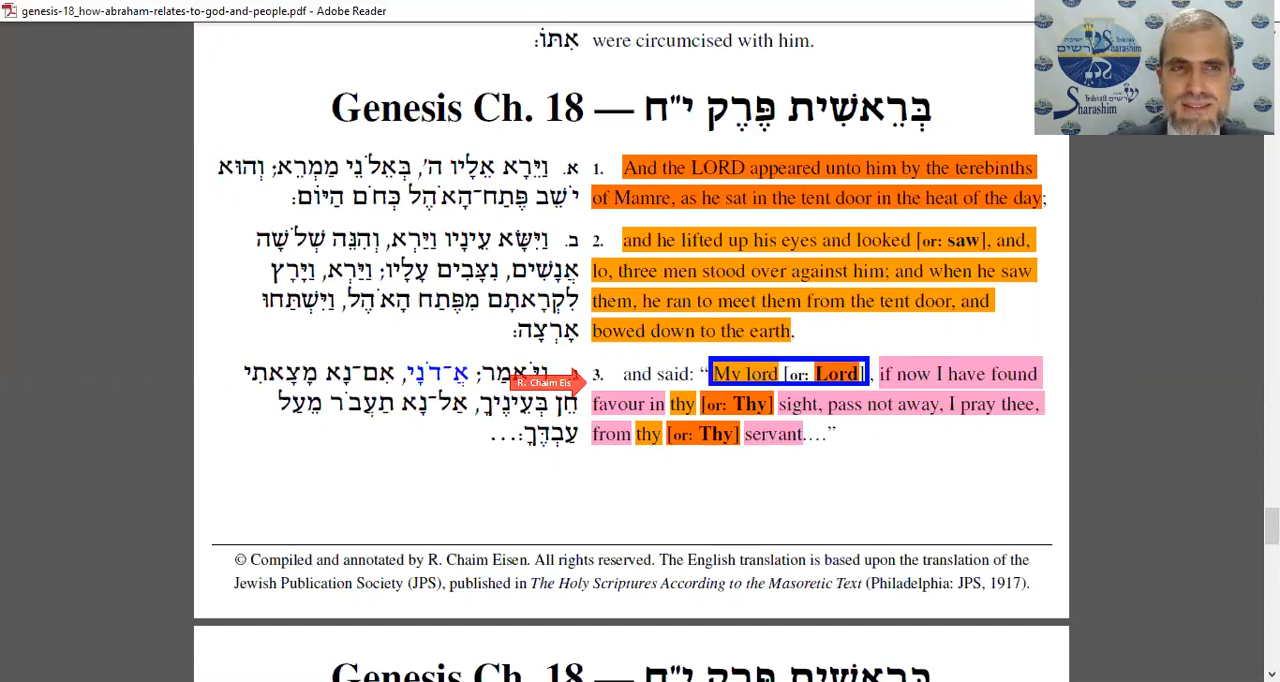 genesis-18_how-abraham-relates-to-god-and-people.pdf - Adobe Reader
אִתּוֹ: were circumcised with him.
Genesis Ch. 18 — בְּרֵאשִׁית פֶּרֶק י״ח
א. וַיֵּרָא אֵלָיו ה׳, בְּאֵלֹנֵי מַמְרֵא; וְהוּא
יֹשֵׁב פֶּתַח־הָאֹהֶל כְּחֹם הַיּוֹם:
1. And the LORD appeared unto him by the terebinths
of Mamre, as he sat in the tent door in the heat of the day;
ב. וַיִּשָּׂא עֵינָיו וַיַּרְא, וְהִנֵּה שְׁלֹשָׁה
אֲנָשִׁים, נִצָּבִים עָלָיו; וַיַּרְא, וַיָּרָץ
לִקְרָאתָם מִפֶּתַח הָאֹהֶל, וַיִּשְׁתַּחוּ
אָרְצָה:
2. and he lifted up his eyes and looked [or: saw], and,
lo, three men stood over against him; and when he saw
them, he ran to meet them from the tent door, and
bowed down to the earth,
וַיֹּאמַר; אֲ־דֹנָי, אִם־נָא מָצָאתִי
חֵן בְּעֵינֶיךָ, אַל־נָא תַעֲבֹר מֵעַל
עַבְדֶּךָ:…
R. Chaim Eis
3. and said: “My lord [or: Lord], if now I have found
favour in thy [or: Thy] sight, pass not away, I pray thee,
from thy [or: Thy] servant.…”
© Compiled and annotated by R. Chaim Eisen. All rights reserved. The English translation is based upon the translation of the
Jewish Publication Society (JPS), published in The Holy Scriptures According to the Masoretic Text (Philadelphia: JPS, 1917).
Yeshivath
Sharashim
שרשים